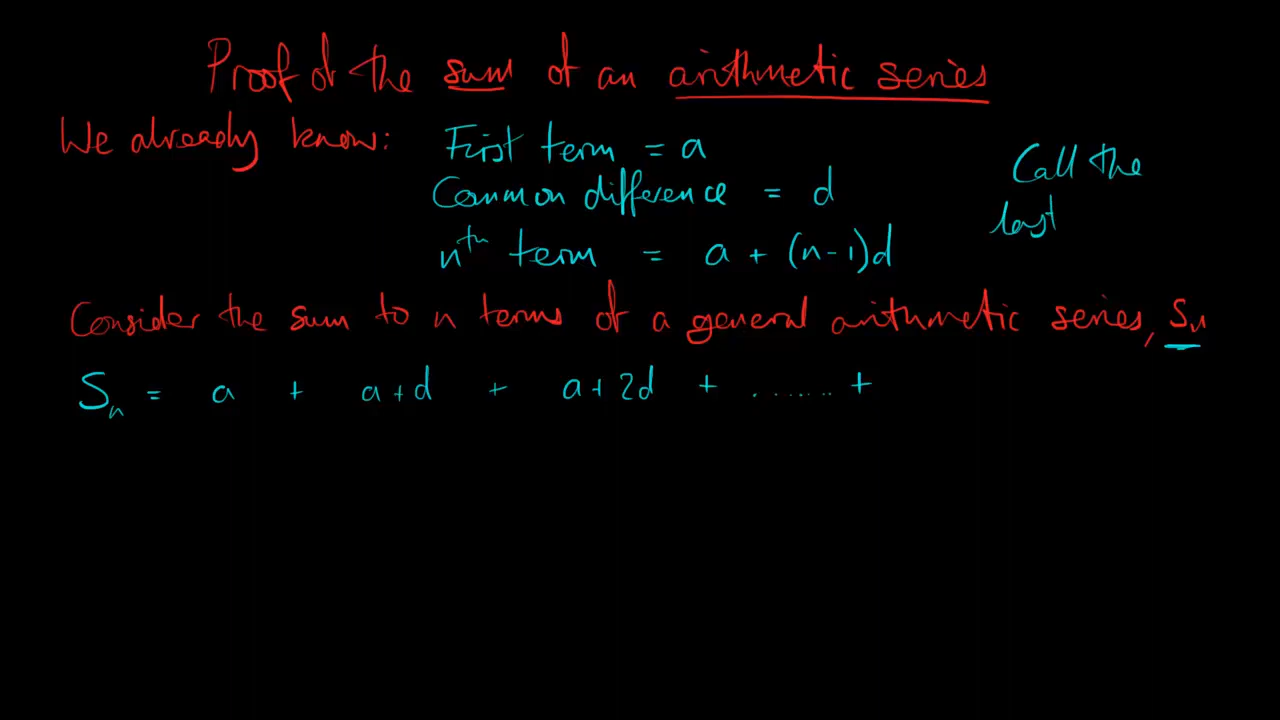 Proof of the sum of an arithmetic series
We already know:
First term = a
Common difference = d
nᵗʰ term = a + (n-1)d
Call the
last
Consider the sum to n terms of a general arithmetic series, Sₙ
Sₙ = a + a+d + a+2d + ........ +